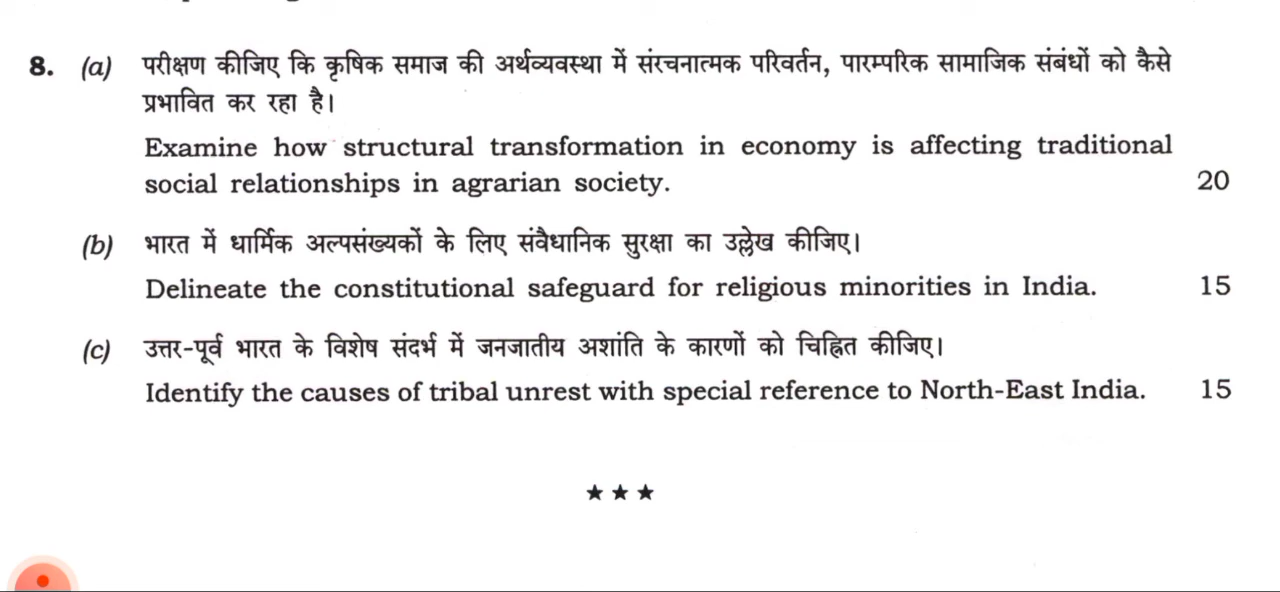 8. (a) परीक्षण कीजिए कि कृषिक समाज की अर्थव्यवस्था में संरचनात्मक परिवर्तन, पारम्परिक सामाजिक संबंधों को कैसे
प्रभावित कर रहा है।
Examine how structural transformation in economy is affecting traditional
social relationships in agrarian society. 20
(b) भारत में धार्मिक अल्पसंख्यकों के लिए संवैधानिक सुरक्षा का उल्लेख कीजिए।
Delineate the constitutional safeguard for religious minorities in India. 15
(c) उत्तर-पूर्व भारत के विशेष संदर्भ में जनजातीय अशांति के कारणों को चिह्नित कीजिए।
Identify the causes of tribal unrest with special reference to North-East India. 15
★ ★ ★